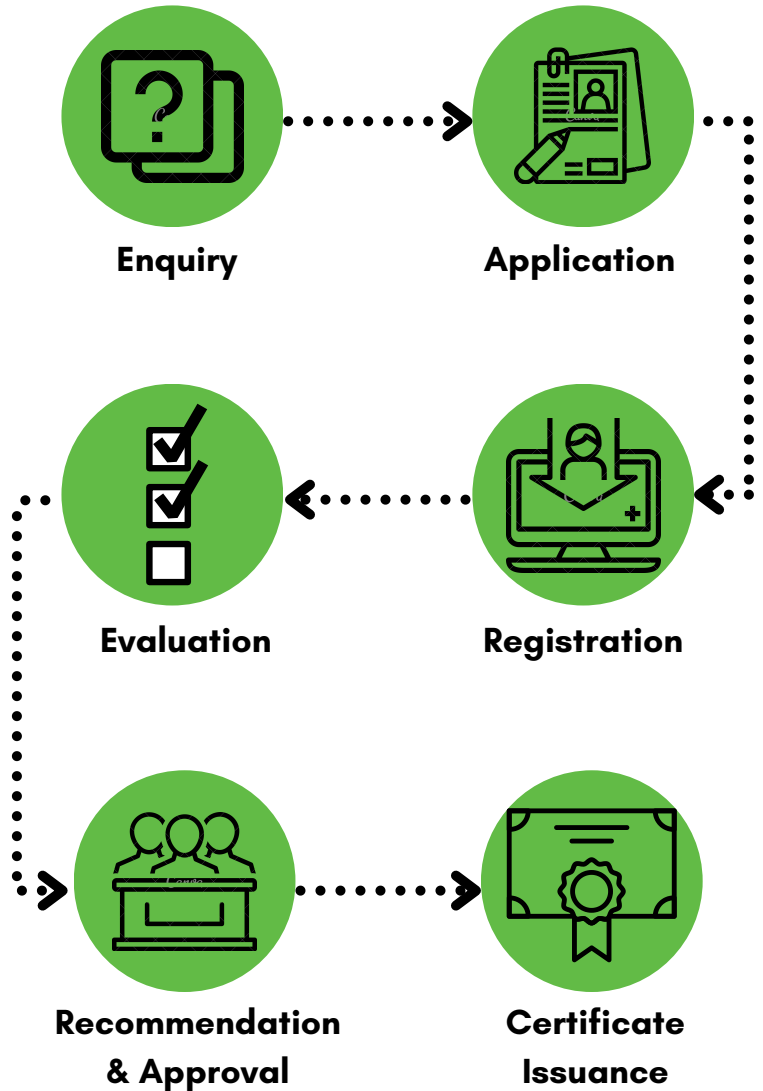 Enquiry
Application
Registration
Evaluation
Recommendation
& Approval
Certificate
Issuance